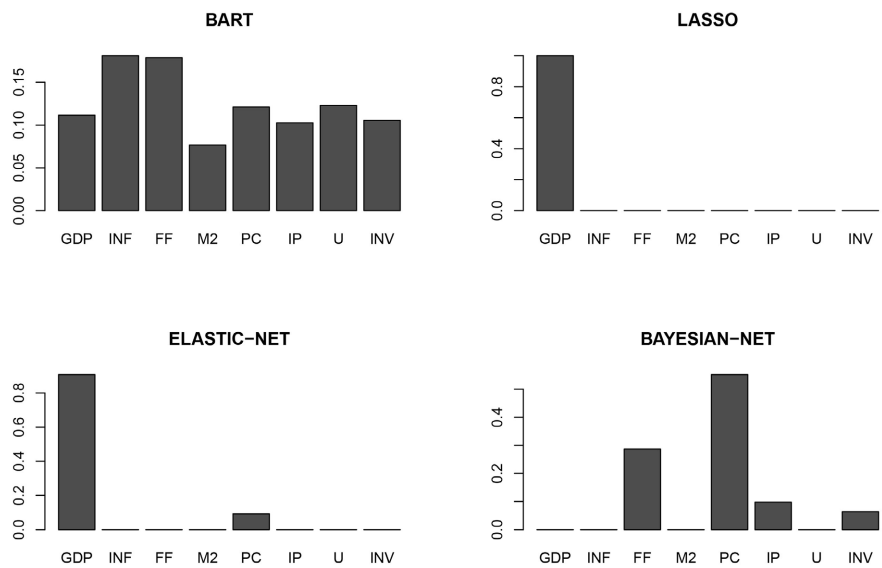 BART
0.15
0.10
0.05
0.00
GDP INF FF M2 PC IP U INV
LASSO
0.8
0.4
0.0
GDP INF FF M2 PC IP U INV
ELASTIC−NET
0.8
0.6
0.4
0.2
0.0
GDP INF FF M2 PC IP U INV
BAYESIAN−NET
0.4
0.2
0.0
GDP INF FF M2 PC IP U INV